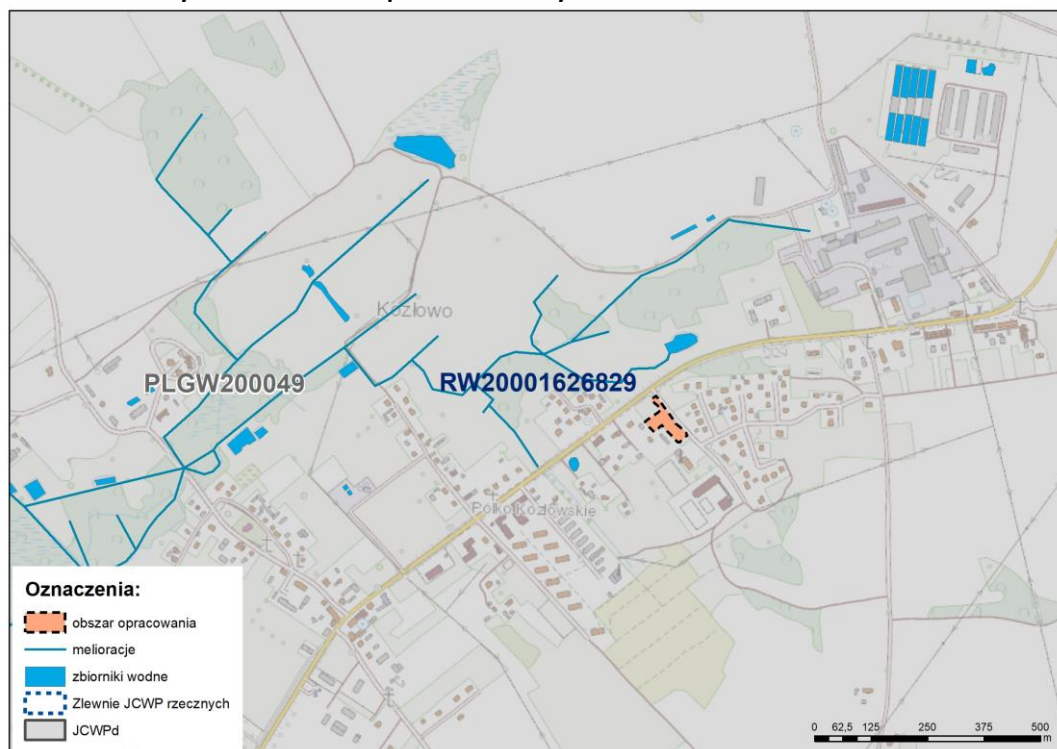 Kozłowo
PLGW200049
RW20001626829
Polko Kozłowskie
Oznaczenia:
obszar opracowania
melioracje
zbiorniki wodne
Zlewnie JCWP rzecznych
JCWPd
0 62,5 125 250 375 500
m